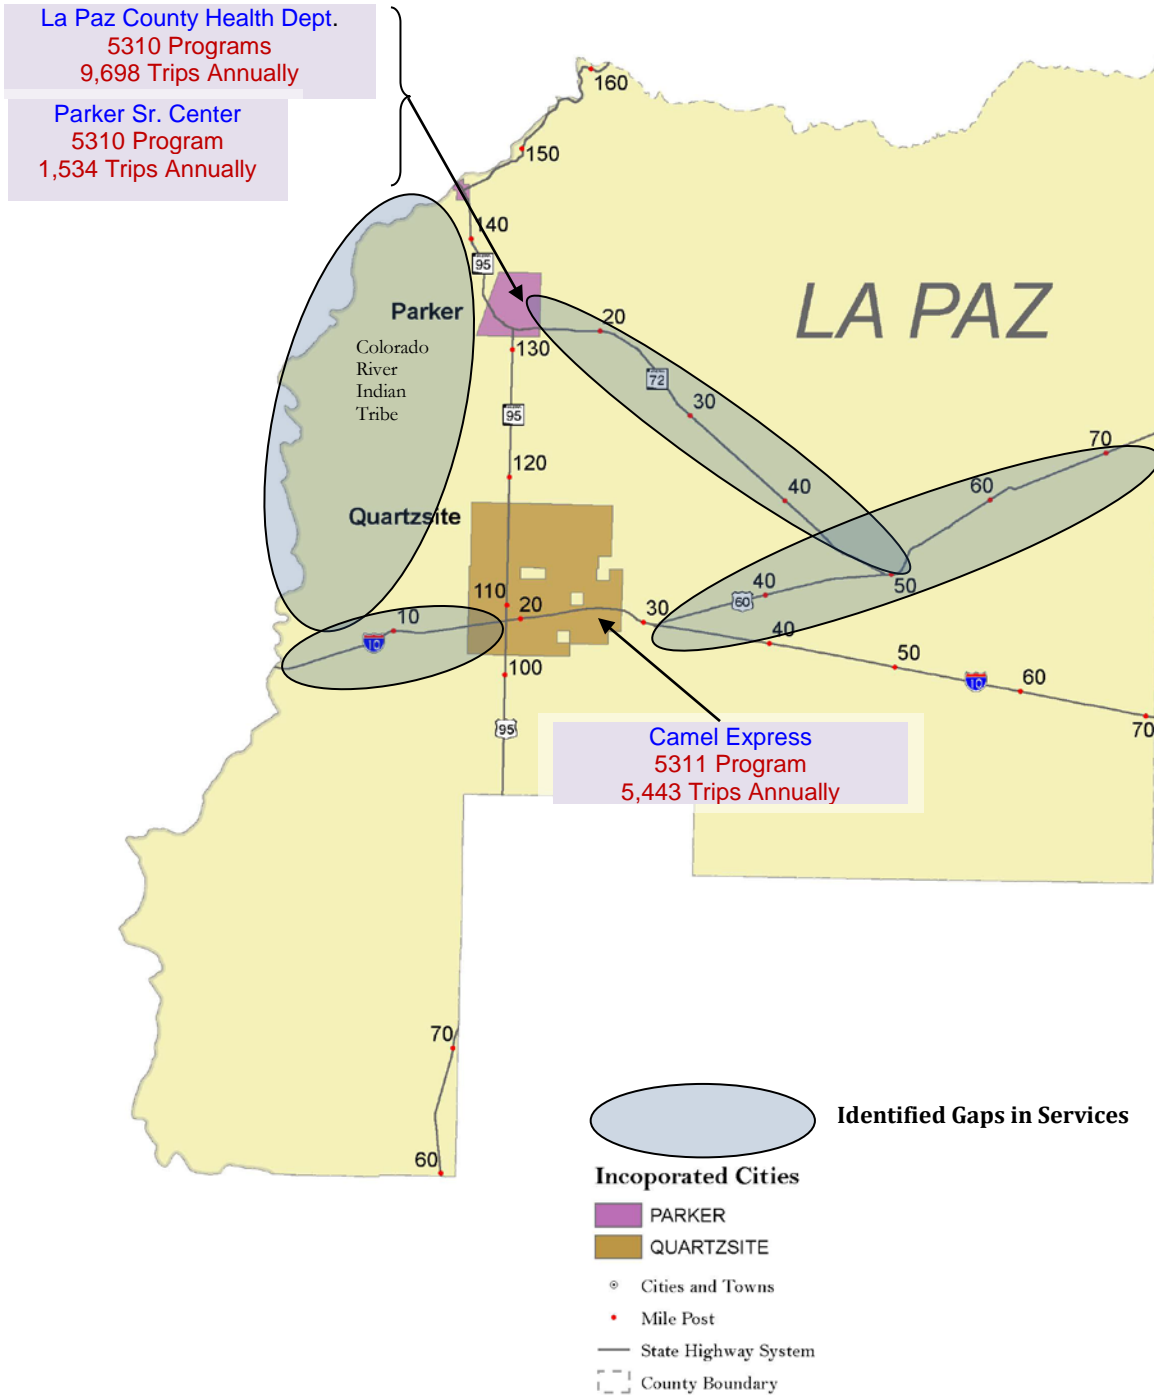 La Paz County Health Dept.
5310 Programs
9,698 Trips Annually
Parker Sr. Center
5310 Program
1,534 Trips Annually
160
150
140
95
LA PAZ
Parker
20
130
Colorado
River
Indian
Tribe
72
30
95
70
120
40
60
Quartzsite
110
20
40
50
60
30
10
10
40
50
60
10
100
70
95
Camel Express
5311 Program
5,443 Trips Annually
70
60
Identified Gaps in Services
Incoporated Cities
PARKER
QUARTZSITE
Cities and Towns
Mile Post
State Highway System
County Boundary